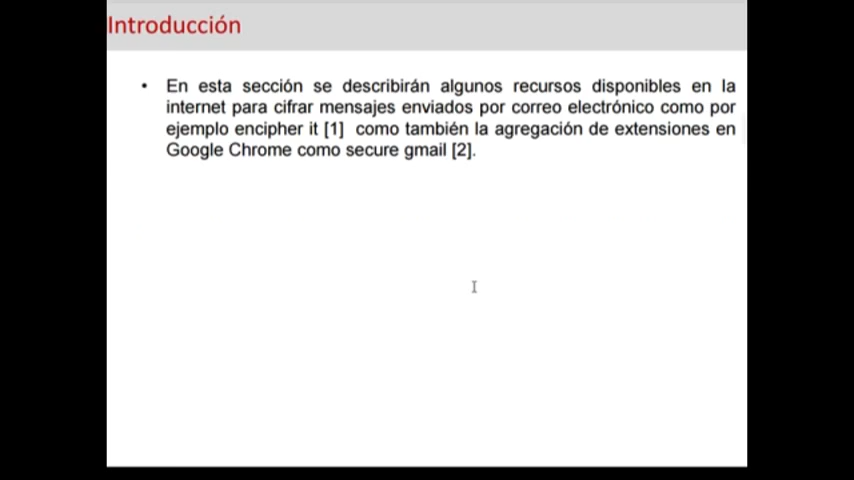 Introducción
• En esta sección se describirán algunos recursos disponibles en la
internet para cifrar mensajes enviados por correo electrónico como por
ejemplo encipher it [1] como también la agregación de extensiones en
Google Chrome como secure gmail [2].